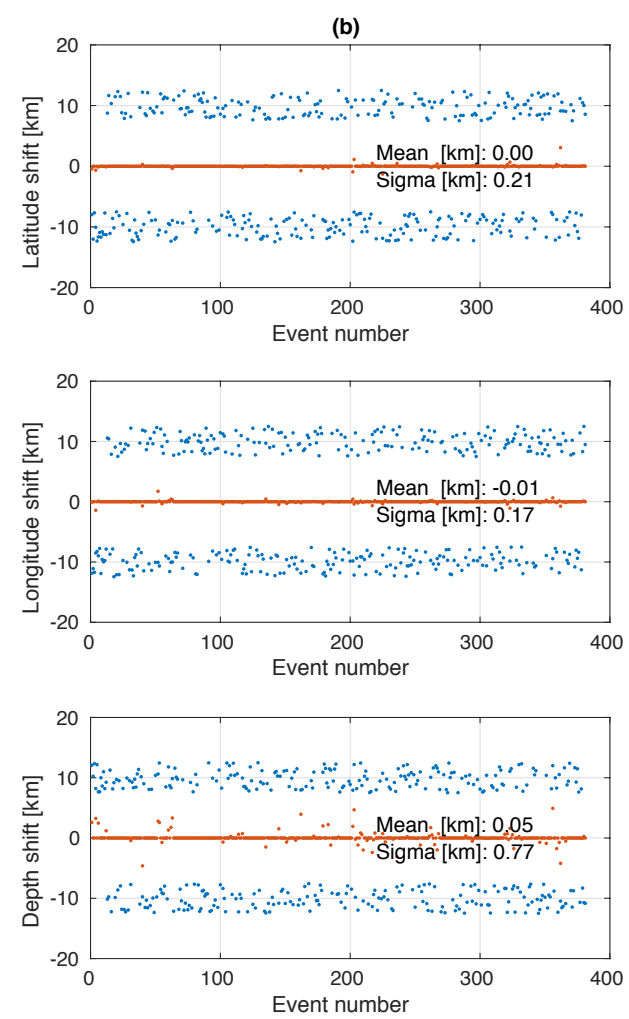 (b)
20
10
0
-10
-20
Latitude shift [km]
Mean [km]: 0.00
Sigma [km]: 0.21
0 100 200 300 400
Event number
20
10
0
-10
-20
Longitude shift [km]
Mean [km]: -0.01
Sigma [km]: 0.17
0 100 200 300 400
Event number
20
10
0
-10
-20
Depth shift [km]
Mean [km]: 0.05
Sigma [km]: 0.77
0 100 200 300 400
Event number